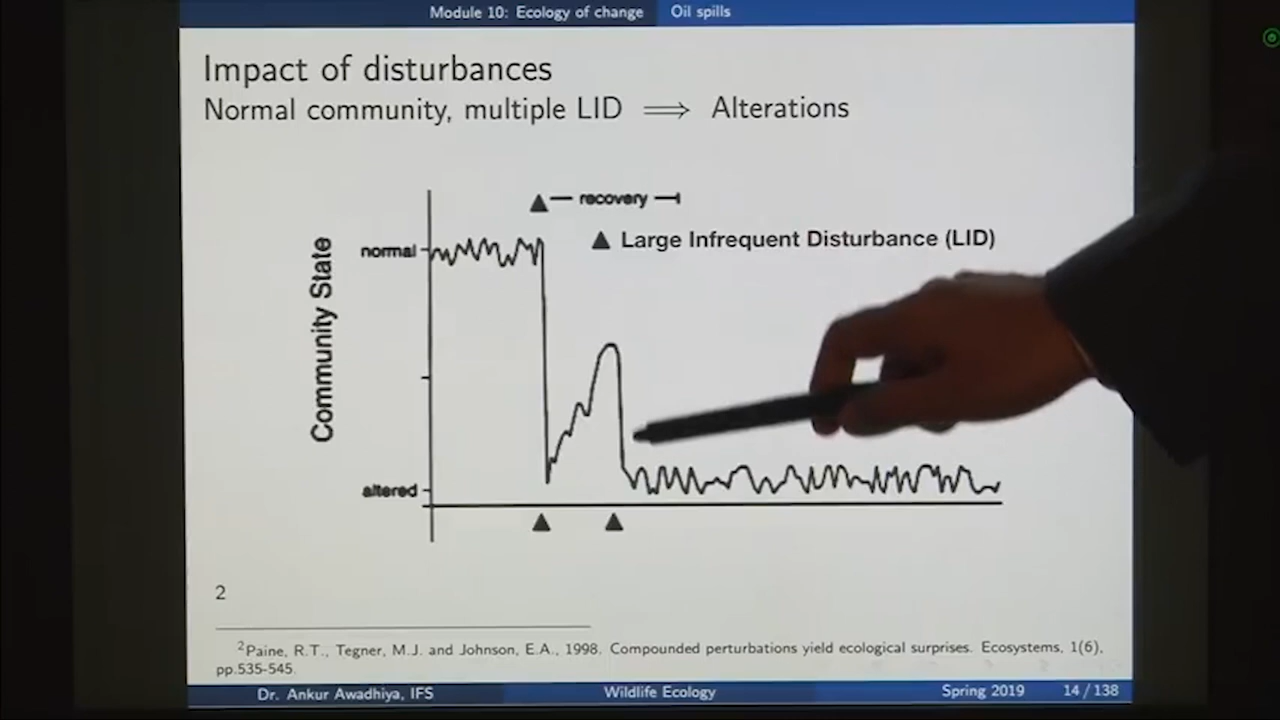 Module 10: Ecology of change Oil spills
Impact of disturbances
Normal community, multiple LID ⟹ Alterations
▲— recovery —|
▲ Large Infrequent Disturbance (LID)
normal
Community State
altered
2
2Paine, R.T., Tegner, M.J. and Johnson, E.A., 1998. Compounded perturbations yield ecological surprises. Ecosystems, 1(6),
pp.535-545.
Dr. Ankur Awadhiya, IFS Wildlife Ecology Spring 2019 14 / 138